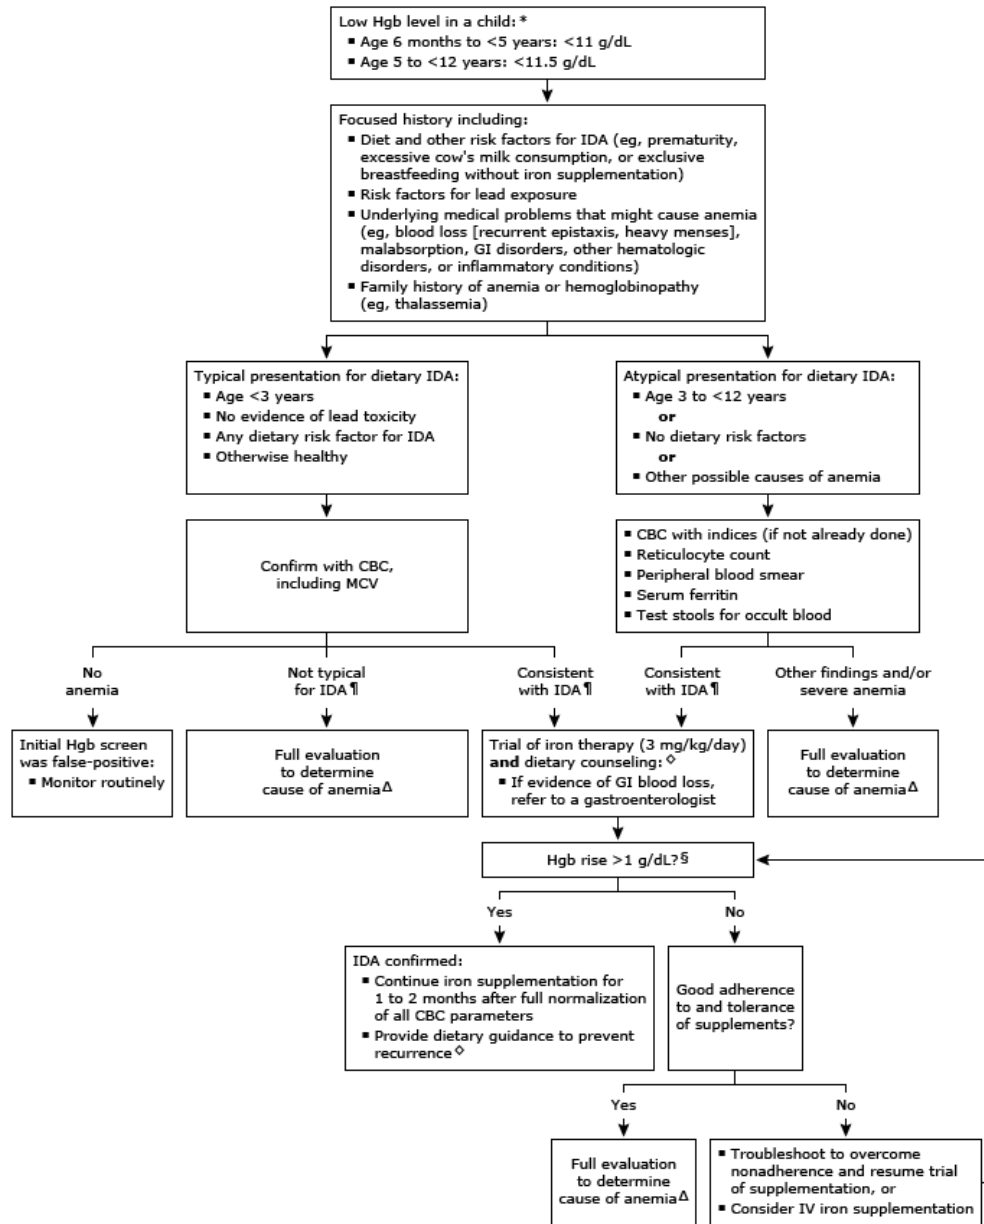 Low Hgb level in a child: *
▪ Age 6 months to <5 years: <11 g/dL
▪ Age 5 to <12 years: <11.5 g/dL
Focused history including:
▪ Diet and other risk factors for IDA (eg, prematurity,
excessive cow's milk consumption, or exclusive
breastfeeding without iron supplementation)
▪ Risk factors for lead exposure
▪ Underlying medical problems that might cause anemia
(eg, blood loss [recurrent epistaxis, heavy menses],
malabsorption, GI disorders, other hematologic
disorders, or inflammatory conditions)
▪ Family history of anemia or hemoglobinopathy
(eg, thalassemia)
Typical presentation for dietary IDA:
▪ Age <3 years
▪ No evidence of lead toxicity
▪ Any dietary risk factor for IDA
▪ Otherwise healthy
Atypical presentation for dietary IDA:
▪ Age 3 to <12 years
or
▪ No dietary risk factors
or
▪ Other possible causes of anemia
Confirm with CBC,
including MCV
▪ CBC with indices (if not already done)
▪ Reticulocyte count
▪ Peripheral blood smear
▪ Serum ferritin
▪ Test stools for occult blood
No
anemia
Not typical
for IDA¶
Consistent
with IDA¶
Consistent
with IDA¶
Other findings and/or
severe anemia
Initial Hgb screen
was false-positive:
▪ Monitor routinely
Full evaluation
to determine
cause of anemiaΔ
Trial of iron therapy (3 mg/kg/day)
and dietary counseling:◇
▪ If evidence of GI blood loss,
refer to a gastroenterologist
Full evaluation
to determine
cause of anemiaΔ
Hgb rise >1 g/dL?§
Yes
No
IDA confirmed:
▪ Continue iron supplementation for
1 to 2 months after full normalization
of all CBC parameters
▪ Provide dietary guidance to prevent
recurrence◇
Good adherence
to and tolerance
of supplements?
Yes
No
Full evaluation
to determine
cause of anemiaΔ
▪ Troubleshoot to overcome
nonadherence and resume trial
of supplementation, or
▪ Consider IV iron supplementation